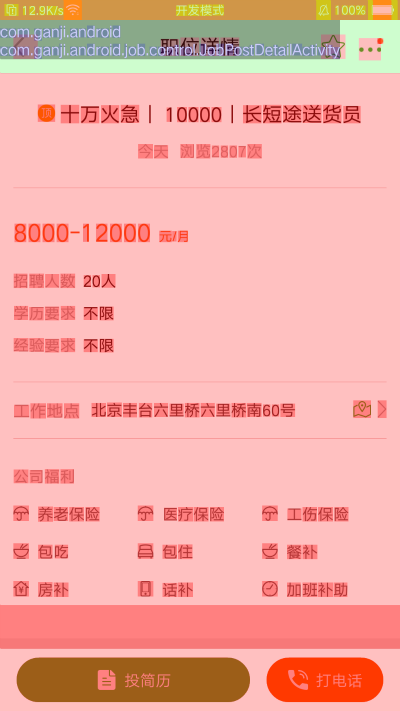 12.9K/s 开发模式 100%
com.ganji.android
com.ganji.android.job.control.JobPostDetailActivity
职位详情
十万火急｜10000｜长短途送货员
今天 浏览2807次
8000-12000 元/月
招聘人数 20人
学历要求 不限
经验要求 不限
工作地点 北京丰台六里桥六里桥南60号
公司福利
养老保险 医疗保险 工伤保险
包吃 包住 餐补
房补 话补 加班补助
投简历 打电话